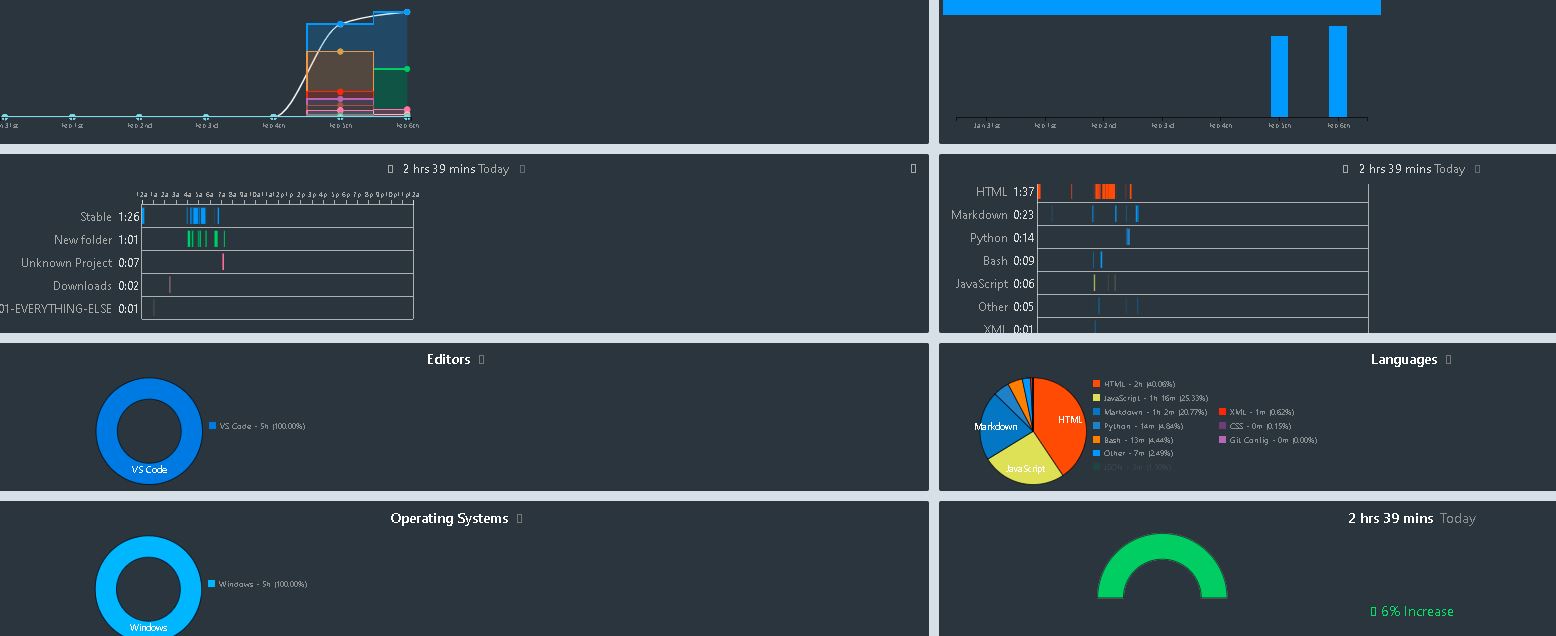 Feb 1st Feb 2nd Feb 3rd Feb 4th Feb 5th Feb 6th
Jan 31st Feb 1st Feb 2nd Feb 3rd Feb 4th Feb 5th Feb 6th
2 hrs 39 mins Today
12a 1a 2a 3a 4a 5a 6a 7a 8a 9a 10a 11a 12p 1p 2p 3p 4p 5p 6p 7p 8p 9p 10p 11p 12a
Stable 1:26
New folder 1:01
Unknown Project 0:07
Downloads 0:02
01-EVERYTHING-ELSE 0:01
2 hrs 39 mins Today
HTML 1:37
Markdown 0:23
Python 0:14
Bash 0:09
JavaScript 0:06
Other 0:05
XML 0:01
Editors
VS Code - 5h (100.00%)
VS Code
Languages
HTML - 2h (40.06%)
JavaScript - 1h 16m (25.33%)
Markdown - 1h 2m (20.77%)
Python - 14m (4.84%)
Bash - 13m (4.44%)
Other - 7m (2.49%)
XML - 1m (0.62%)
CSS - 0m (0.15%)
Git Config - 0m (0.00%)
HTML
Markdown
JavaScript
Operating Systems
Windows - 5h (100.00%)
Windows
2 hrs 39 mins Today
6% Increase